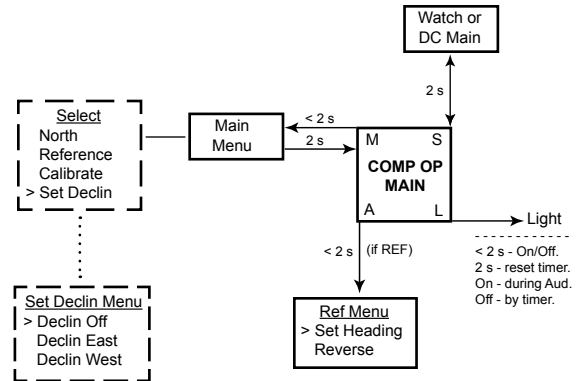 Watch or
DC Main
2 s
Select
North
Reference
Calibrate
> Set Declin
Main
Menu
< 2 s
2 s
M S
COMP OP
MAIN
A L
Light
< 2 s - On/Off.
2 s - reset timer.
On - during Aud.
Off - by timer.
< 2 s (if REF)
Set Declin Menu
> Declin Off
Declin East
Declin West
Ref Menu
> Set Heading
Reverse